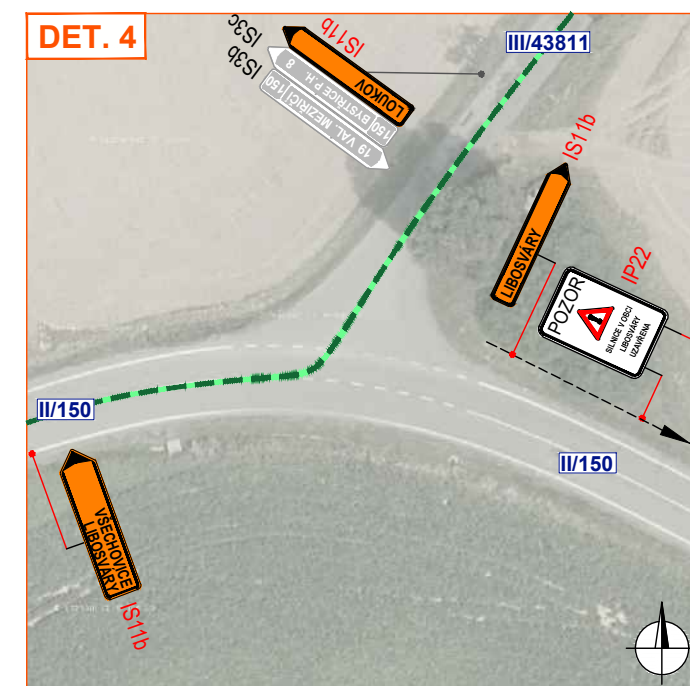 DET. 4
III/43811
IS3c
IS3b
IS11b
LOUKOV
BYSTŘICE P.H. 8
150
150
19 VAL. MEZIŘÍČÍ
IS11b
LIBOSVÁRY
IP22
POZOR
SILNICE V OBCI
LIBOSVÁRY
UZAVŘENA
II/150
II/150
VŠECHOVICE
LIBOSVÁRY
IS11b